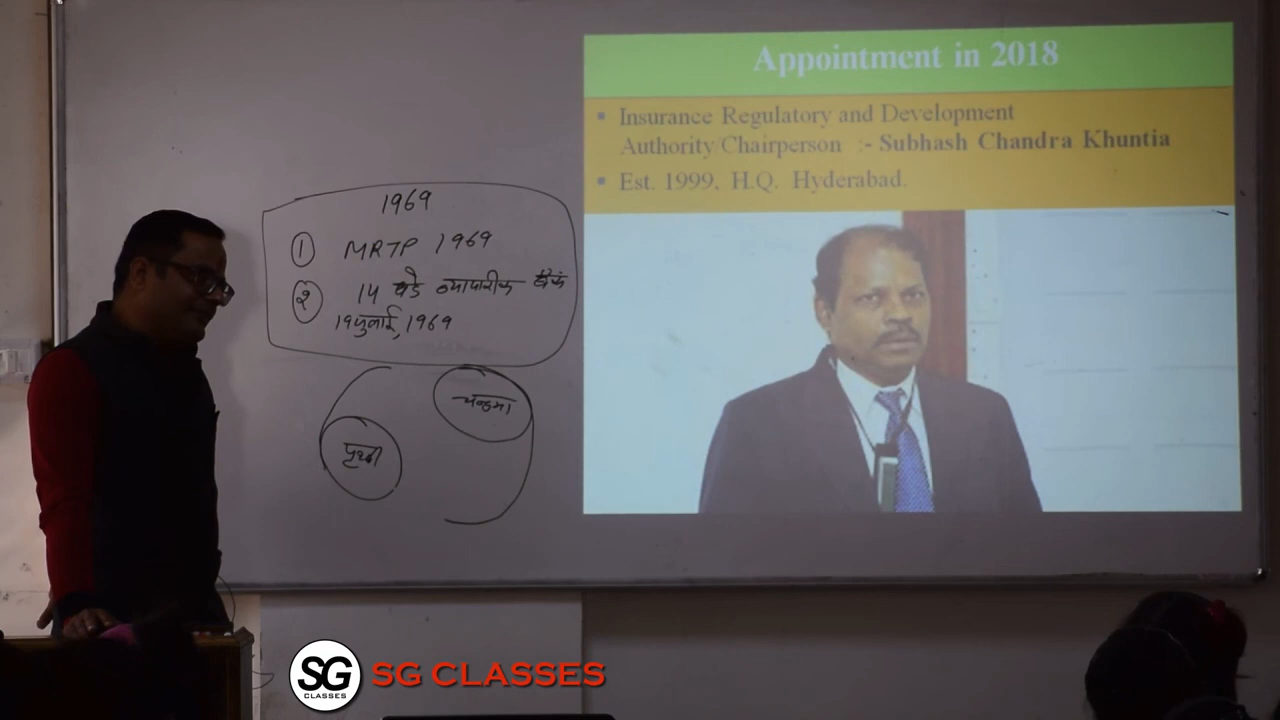 Appointment in 2018
▪ Insurance Regulatory and Development
Authority/Chairperson :- Subhash Chandra Khuntia
▪ Est. 1999, H.Q. Hyderabad.
1969
① MRTP 1969
② 14 बडे व्यापारीक बैंक
19 जुलाई, 1969
चन्द्रमा
पृथ्वी
SG
CLASSES
SG CLASSES